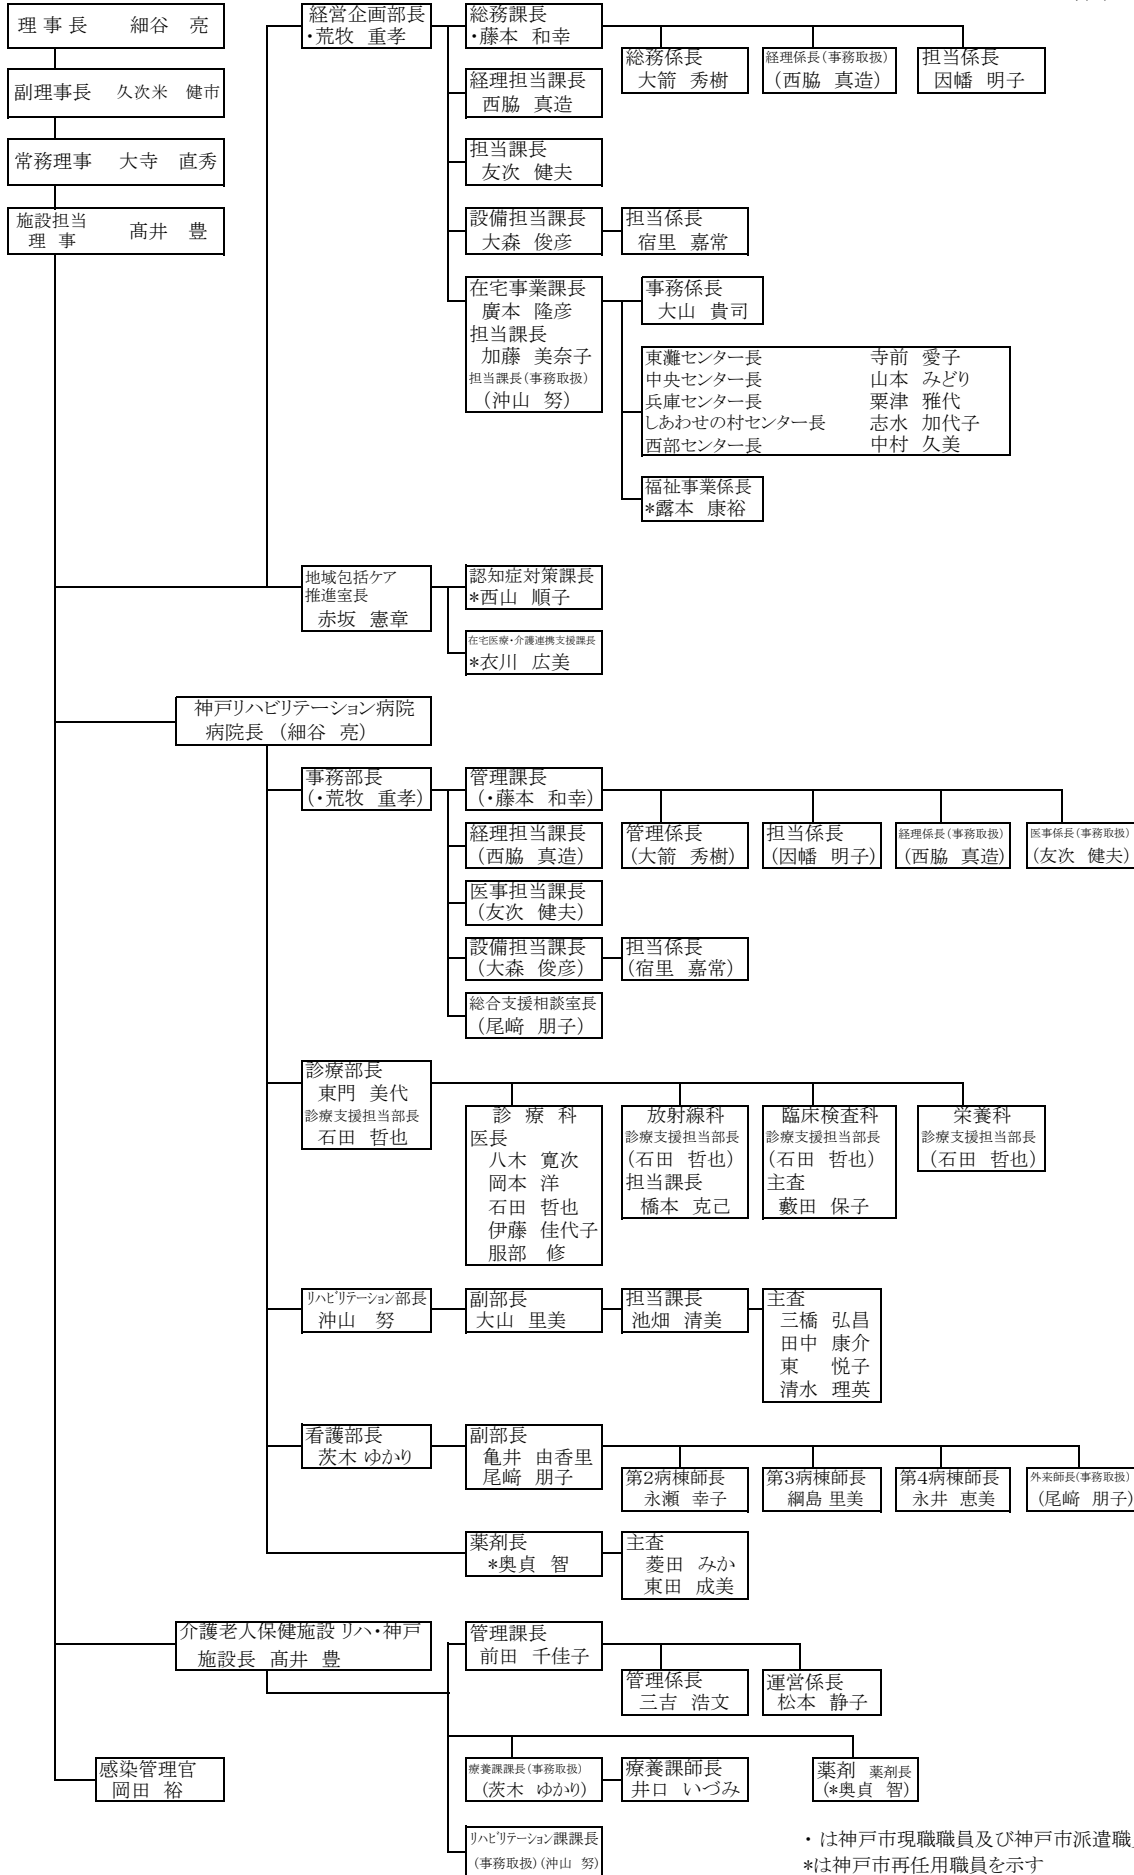 理事長　細谷　亮
副理事長　久次米　健市
常務理事　大寺　直秀
施設担当
理　事　髙井　豊
経営企画部長
・荒牧　重孝
総務課長
・藤本　和幸
総務係長
大箭　秀樹
経理係長(事務取扱)
(西脇　真造)
担当係長
因幡　明子
経理担当課長
西脇　真造
担当課長
友次　健夫
設備担当課長
大森　俊彦
担当係長
宿里　嘉常
在宅事業課長
廣本　隆彦
担当課長
加藤　美奈子
担当課長(事務取扱)
(沖山　努)
事務係長
大山　貴司
東灘センター長　寺前　愛子
中央センター長　山本　みどり
兵庫センター長　粟津　雅代
しあわせの村センター長　志水　加代子
西部センター長　中村　久美
福祉事業係長
*露本　康裕
地域包括ケア
推進室長
赤坂　憲章
認知症対策課長
*西山　順子
在宅医療・介護連携支援課長
*衣川　広美
神戸リハビリテーション病院
病院長　(細谷　亮)
事務部長
(・荒牧　重孝)
管理課長
(・藤本　和幸)
経理担当課長
(西脇　真造)
管理係長
(大箭　秀樹)
担当係長
(因幡　明子)
経理係長(事務取扱)
(西脇　真造)
医事係長(事務取扱)
(友次　健夫)
医事担当課長
(友次　健夫)
設備担当課長
(大森　俊彦)
担当係長
(宿里　嘉常)
総合支援相談室長
(尾﨑　朋子)
診療部長
東門　美代
診療支援担当部長
石田　哲也
診　療　科
医長
八木　寛次
岡本　洋
石田　哲也
伊藤　佳代子
服部　修
放射線科
診療支援担当部長
(石田　哲也)
担当課長
橋本　克己
臨床検査科
診療支援担当部長
(石田　哲也)
主査
藪田　保子
栄養科
診療支援担当部長
(石田　哲也)
リハビリテーション部長
沖山　努
副部長
大山　里美
担当課長
池畑　清美
主査
三橋　弘昌
田中　康介
東　悦子
清水　理英
看護部長
茨木 ゆかり
副部長
亀井　由香里
尾﨑　朋子
第2病棟師長
永瀬　幸子
第3病棟師長
綱島 里美
第4病棟師長
永井　恵美
外来師長(事務取扱)
(尾﨑　朋子)
薬剤長
*奥貞　智
主査
菱田　みか
東田　成美
介護老人保健施設 リハ・神戸
施設長　髙井　豊
管理課長
前田　千佳子
管理係長
三吉　浩文
運営係長
松本　静子
感染管理官
岡田　裕
療養課課長(事務取扱)
(茨木　ゆかり)
療養課師長
井口　いづみ
薬剤　薬剤長
(*奥貞　智)
リハビリテーション課課長
(事務取扱)(沖山　努)
・は神戸市現職職員及び神戸市派遣職
*は神戸市再任用職員を示す